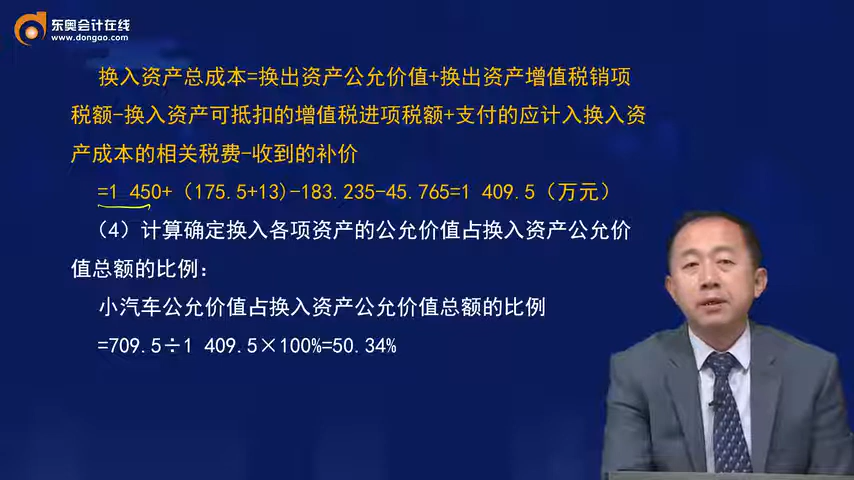 东奥会计在线
www.dongao.com
换入资产总成本=换出资产公允价值+换出资产增值税销项
税额-换入资产可抵扣的增值税进项税额+支付的应计入换入资
产成本的相关税费-收到的补价
=1 450+（175.5+13)-183.235-45.765=1 409.5（万元）
（4）计算确定换入各项资产的公允价值占换入资产公允价
值总额的比例：
小汽车公允价值占换入资产公允价值总额的比例
=709.5÷1 409.5×100%=50.34%